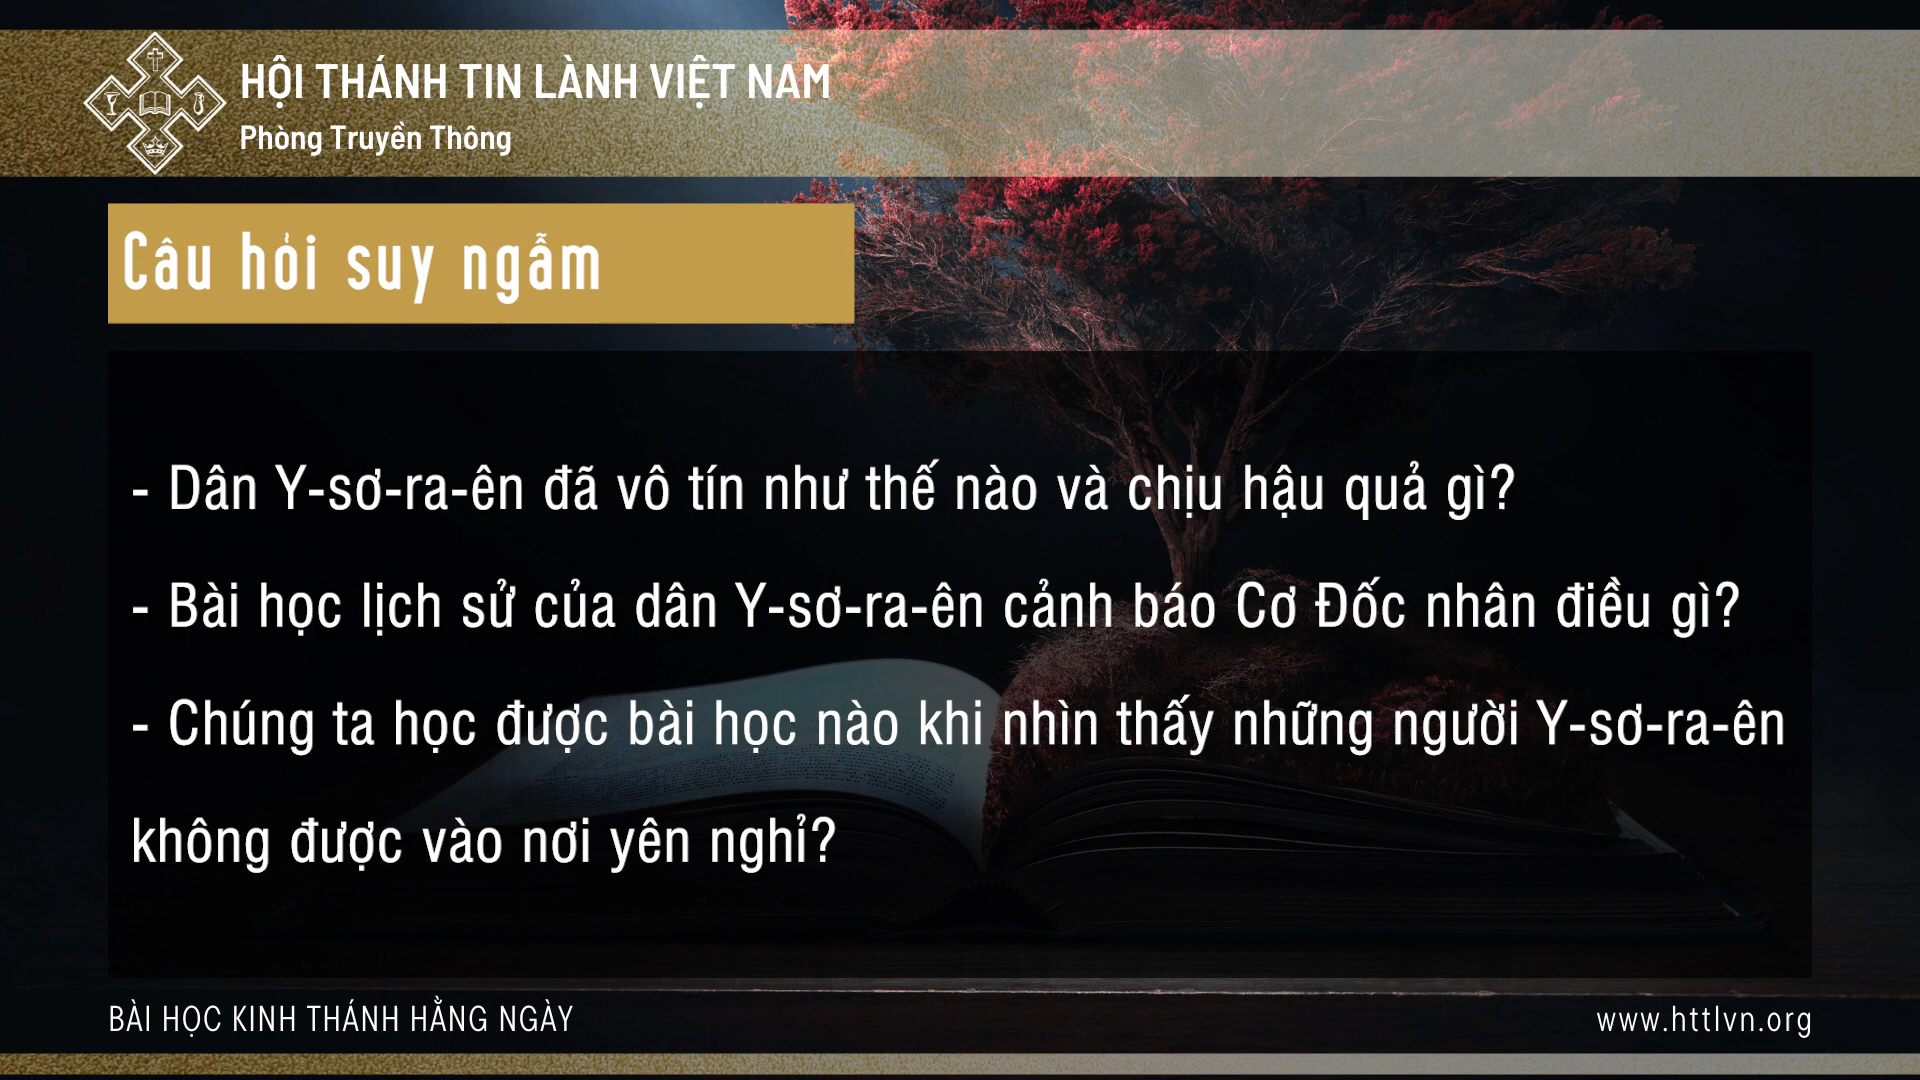 HỘI THÁNH TIN LÀNH VIỆT NAM
Phòng Truyền Thông
Câu hỏi suy ngẫm
- Dân Y-sơ-ra-ên đã vô tín như thế nào và chịu hậu quả gì?
- Bài học lịch sử của dân Y-sơ-ra-ên cảnh báo Cơ Đốc nhân điều gì?
- Chúng ta học được bài học nào khi nhìn thấy những người Y-sơ-ra-ên
không được vào nơi yên nghỉ?
BÀI HỌC KINH THÁNH HẰNG NGÀY
www.httlvn.org